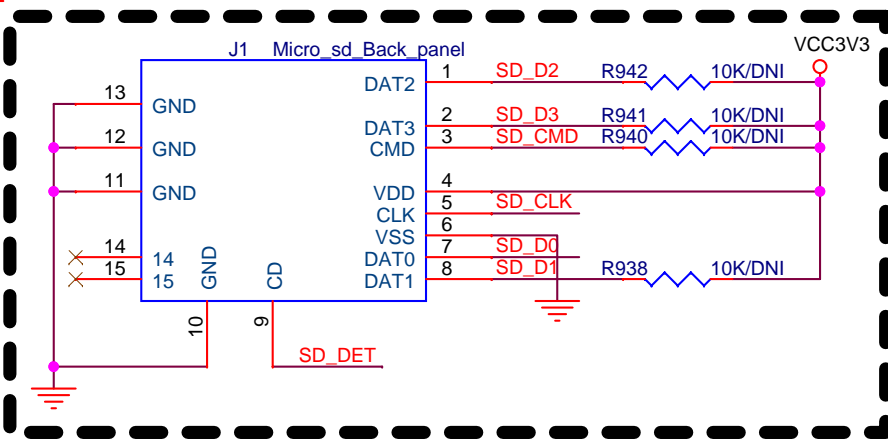 VCC3V3
J1 Micro_sd_Back_panel
1 SD_D2 R942 10K/DNI
DAT2
13
GND
2 SD_D3 R941 10K/DNI
DAT3
12 3 SD_CMD R940 10K/DNI
GND CMD
11 4
GND VDD
5 SD_CLK
CLK
6
VSS
14 7 SD_D0
14 DAT0
15 8 SD_D1 R938 10K/DNI
15 GND CD DAT1
10 9
SD_DET